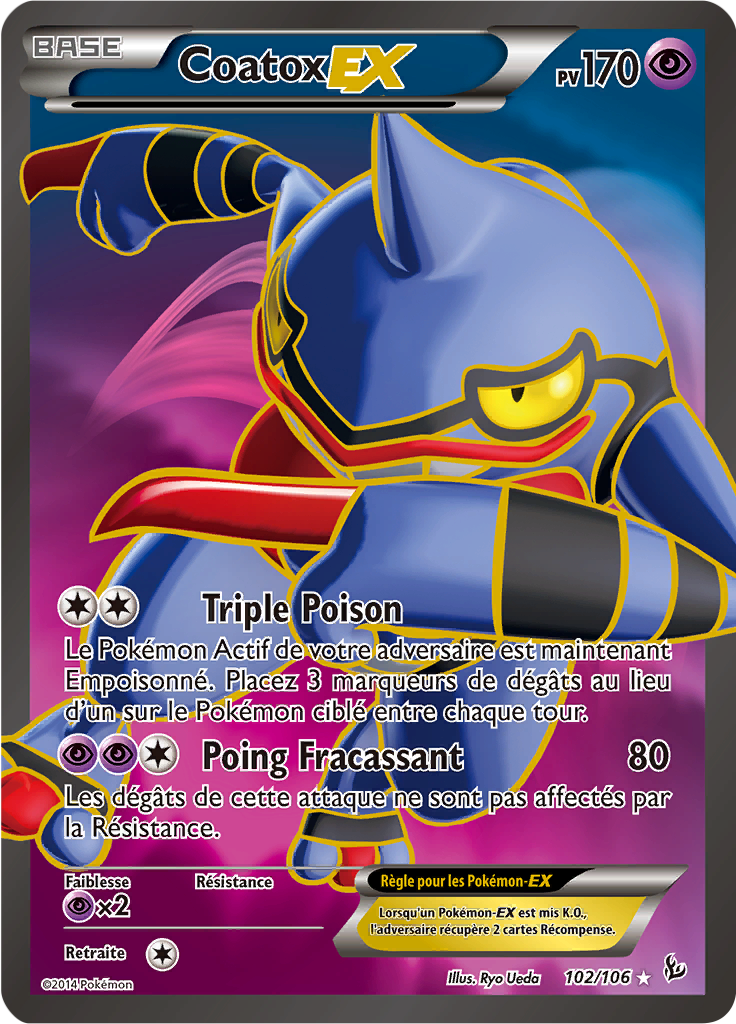 BASE
CoatoxEX
PV170
Triple Poison
Le Pokémon Actif de votre adversaire est maintenant
Empoisonné. Placez 3 marqueurs de dégâts au lieu
d'un sur le Pokémon ciblé entre chaque tour.
Poing Fracassant 80
Les dégâts de cette attaque ne sont pas affectés par
la Résistance.
Faiblesse Résistance
x2
Retraite
Règle pour les Pokémon-EX
Lorsqu'un Pokémon-EX est mis K.O.,
l'adversaire récupère 2 cartes Récompense.
©2014 Pokémon
Illus. Ryo Ueda 102/106 ★